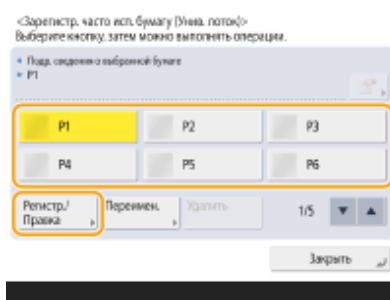 <Зарегистр. часто исп. бумагу (Унив. лоток)>
Выберите кнопку, затем можно выполнять операции.
Подр. сведения о выбранной бумаге
P1
P1 P2 P3
P4 P5 P6
Регистр./ Переимен. Удалить 1/5
Правка
Закрыть